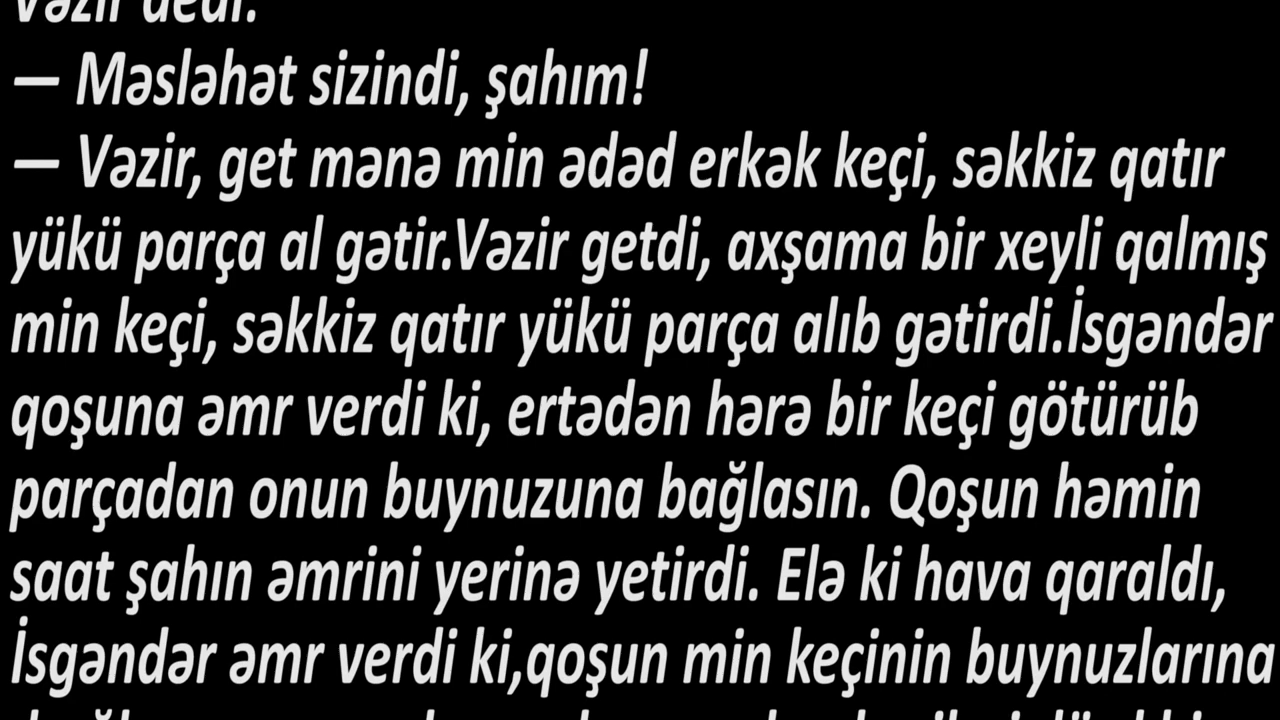 Vəzir dedi:
— Məsləhət sizindi, şahım!
— Vəzir, get mənə min ədəd erkək keçi, səkkiz qatır
yükü parça al gətir.Vəzir getdi, axşama bir xeyli qalmış
min keçi, səkkiz qatır yükü parça alıb gətirdi.İsgəndər
qoşuna əmr verdi ki, ertədən hərə bir keçi götürüb
parçadan onun buynuzuna bağlasın. Qoşun həmin
saat şahın əmrini yerinə yetirdi. Elə ki hava qaraldı,
İsgəndər əmr verdi ki,qoşun min keçinin buynuzlarına